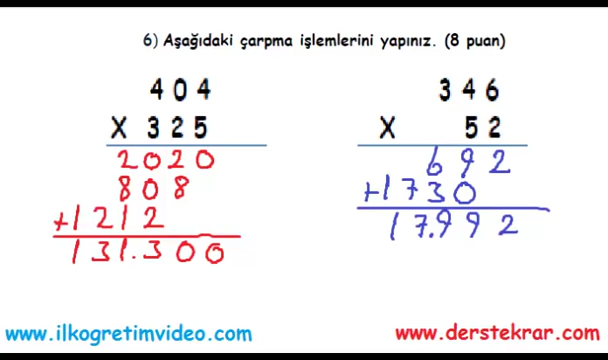 6) Aşağıdaki çarpma işlemlerini yapınız. (8 puan)
404
X 325
2020
808
+1212
131.300
346
X 52
692
+1730
17.992
www.ilkogretimvideo.com
www.derstekrar.com